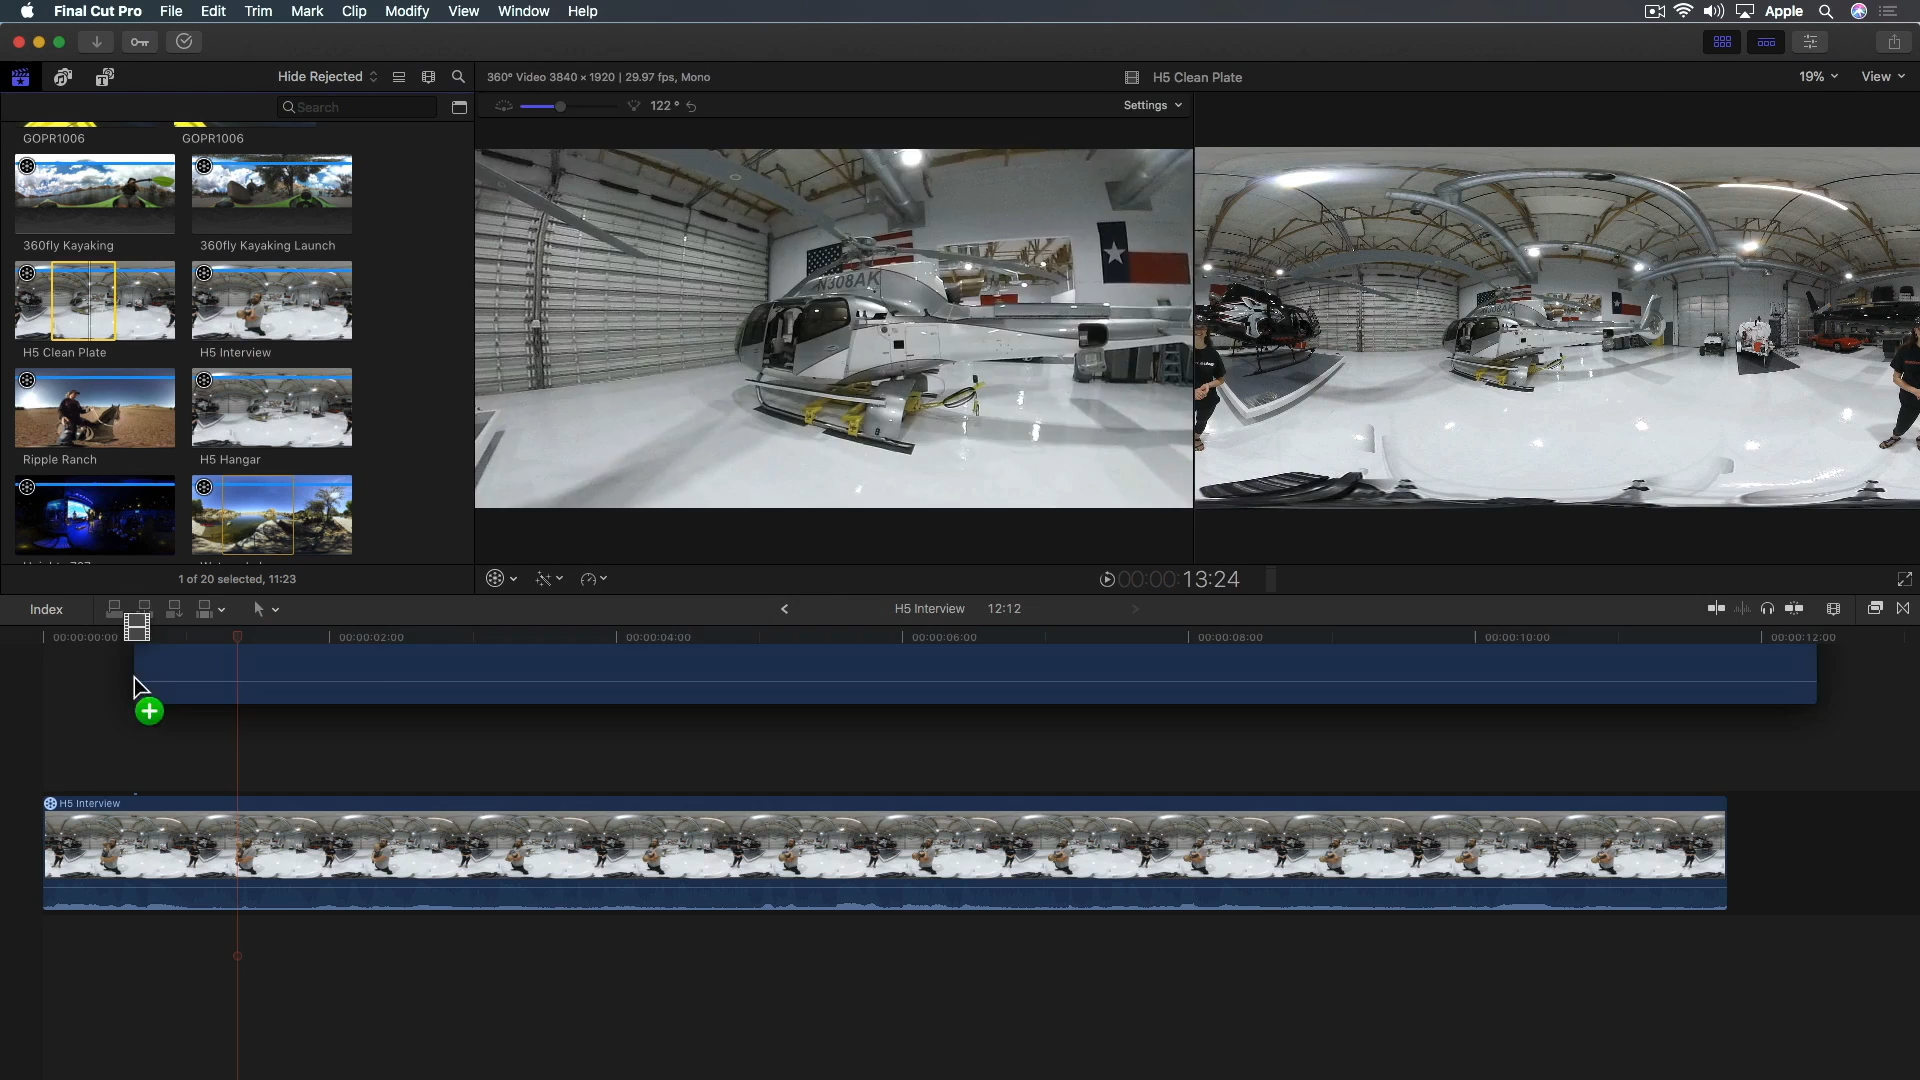 Final Cut Pro File Edit Trim Mark Clip Modify View Window Help Apple
Hide Rejected
360° Video 3840 × 1920 | 29.97 fps, Mono
H5 Clean Plate
19% View
Search
122 °
Settings
GOPR1006 GOPR1006
360fly Kayaking 360fly Kayaking Launch
H5 Clean Plate H5 Interview
Ripple Ranch H5 Hangar
N308AK
1 of 20 selected, 11:23
00:00:00:13:24
Index
H5 Interview 12:12
00:00:00:00 00:00:02:00 00:00:04:00 00:00:06:00 00:00:08:00 00:00:10:00 00:00:12:00
H5 Interview